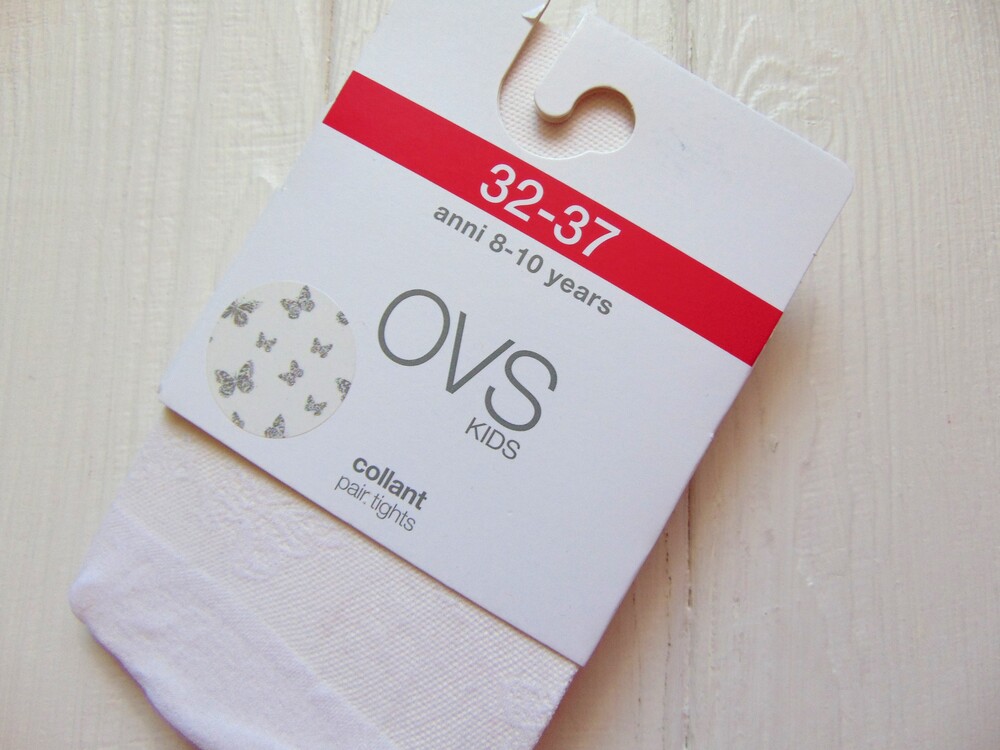 32-37
anni 8-10 years
OVS
KIDS
collant
pair. tights